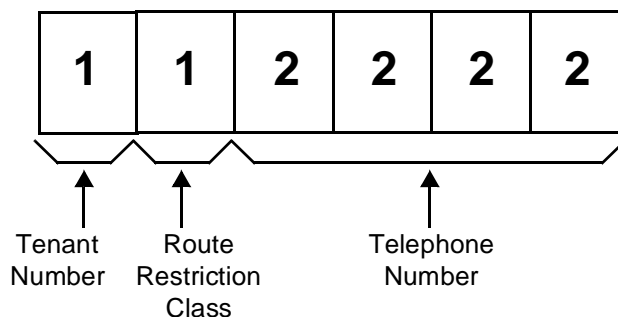 1 1 2 2 2 2
Tenant Number
Route Restriction Class
Telephone Number